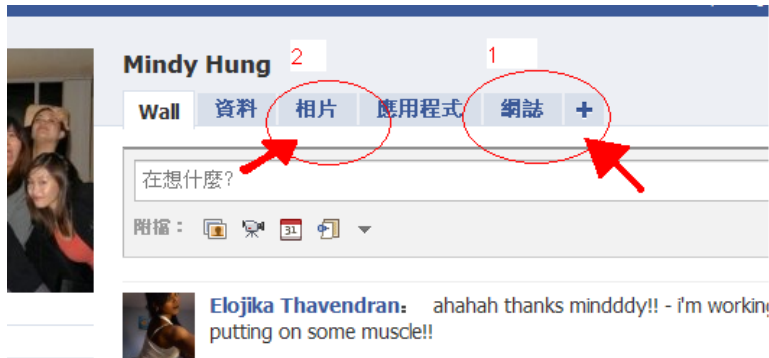 Mindy Hung
2
1
Wall 資料 相片 應用程式 網誌 +
在想什麼?
附檔:
31
Elojika Thavendran: ahahah thanks mindddy!! - i'm working
putting on some muscle!!